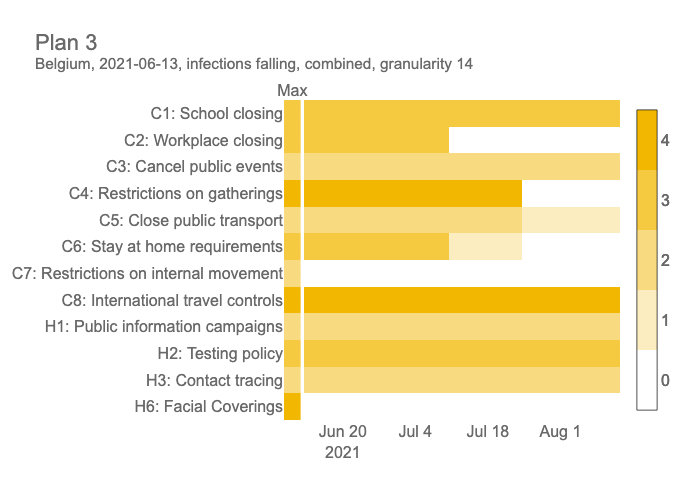 Plan 3
Belgium, 2021-06-13, infections falling, combined, granularity 14
Max
C1: School closing
C2: Workplace closing
C3: Cancel public events
C4: Restrictions on gatherings
C5: Close public transport
C6: Stay at home requirements
C7: Restrictions on internal movement
C8: International travel controls
H1: Public information campaigns
H2: Testing policy
H3: Contact tracing
H6: Facial Coverings
Jun 20 Jul 4 Jul 18 Aug 1
2021
4
3
2
1
0